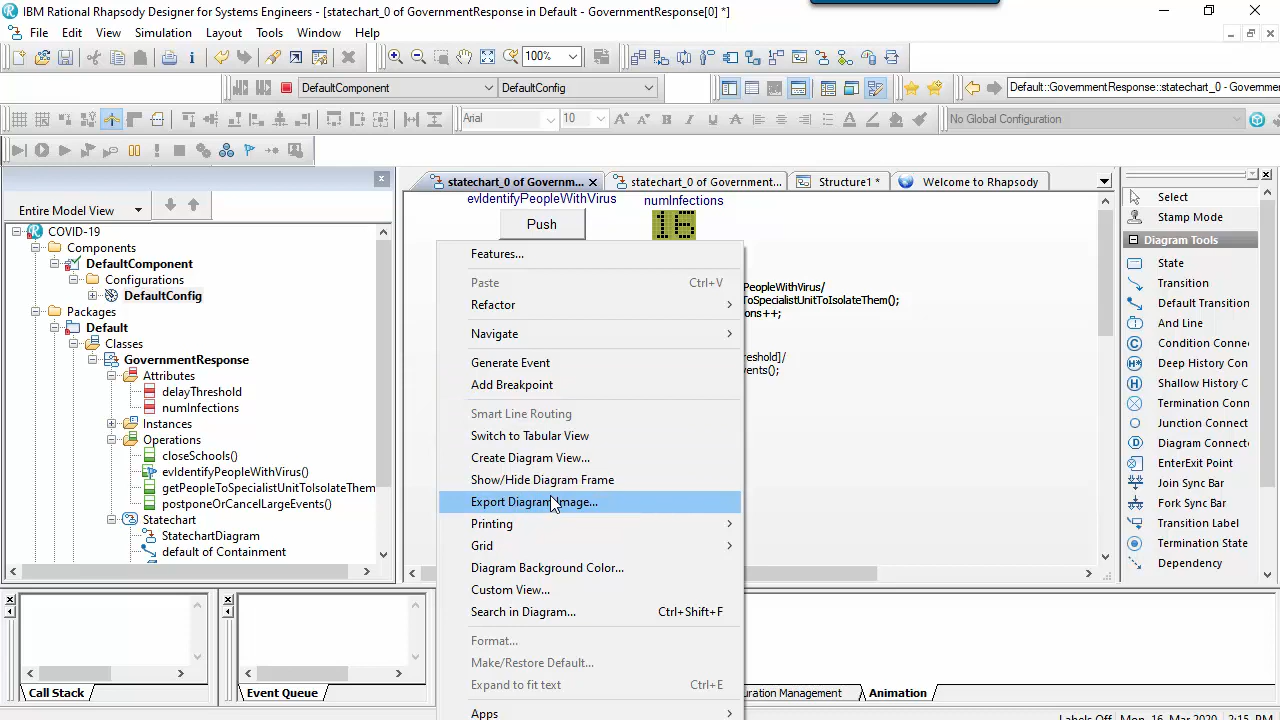 IBM Rational Rhapsody Designer for Systems Engineers - [statechart_0 of GovernmentResponse in Default - GovernmentResponse.s *]
File Edit View Simulation Layout Tools Window Help
100%
DefaultComponent DefaultConfig Default::GovernmentResponse::statechart_0 - Governme
Arial 10 No Global Configuration
Entire Model View
COVID-19
Components
DefaultComponent
Configurations
DefaultConfig
Packages
Default
Classes
GovernmentResponse
Attributes
delayThreshold
numInfections
Instances
Operations
closeSchools()
evIdentifyPeopleWithVirus()
getPeopleToSpecialistUnitToIsolateThem
postponeOrCancelLargeEvents()
Statechart
StatechartDiagram
default of Containment
statechart_0 of Governm... statechart_0 of Government... Structure1 * Welcome to Rhapsody
evIdentifyPeopleWithVirus numInfections
Push 16
PeopleWithVirus/
ToSpecialistUnitToIsolateThem();
ons++;
eshold]/
vents();
Features...
Paste Ctrl+V
Refactor
Navigate
Generate Event
Add Breakpoint
Smart Line Routing
Switch to Tabular View
Create Diagram View...
Show/Hide Diagram Frame
Export Diagram Image...
Printing
Grid
Diagram Background Color...
Custom View...
Search in Diagram... Ctrl+Shift+F
Format...
Make/Restore Default...
Expand to fit text Ctrl+E
Apps
Select
Stamp Mode
Diagram Tools
State
Transition
Default Transition
And Line
Condition Conne
Deep History C
Shallow History C
Termination Conn
Junction Connect
Diagram Connect
EnterExit Point
Join Sync Bar
Fork Sync Bar
Transition Label
Termination State
Dependency
Call Stack Event Queue uration Management Animation
Labels Off Mon, 16, Mar 2020 2:15 PM